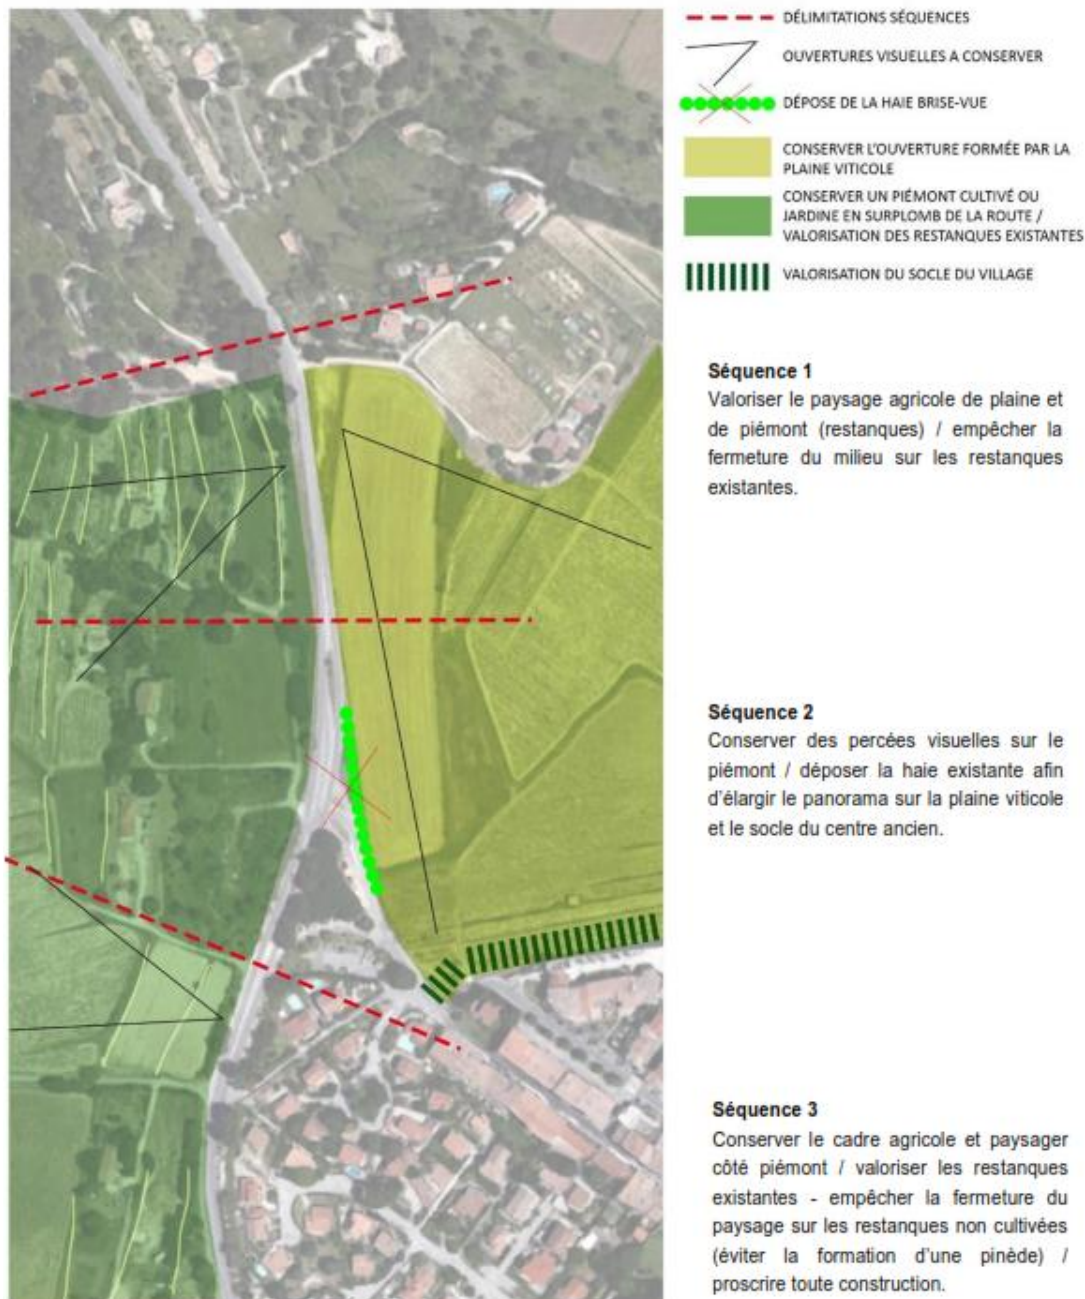 DÉLIMITATIONS SÉQUENCES
OUVERTURES VISUELLES A CONSERVER
DÉPOSE DE LA HAIE BRISE-VUE
CONSERVER L'OUVERTURE FORMÉE PAR LA
PLAINE VITICOLE
CONSERVER UN PIÉMONT CULTIVÉ OU
JARDINE EN SURPLOMB DE LA ROUTE /
VALORISATION DES RESTANQUES EXISTANTES
VALORISATION DU SOCLE DU VILLAGE
Séquence 1
Valoriser le paysage agricole de plaine et
de piémont (restanques) / empêcher la
fermeture du milieu sur les restanques
existantes.
Séquence 2
Conserver des percées visuelles sur le
piémont / déposer la haie existante afin
d'élargir le panorama sur la plaine viticole
et le socle du centre ancien.
Séquence 3
Conserver le cadre agricole et paysager
côté piémont / valoriser les restanques
existantes - empêcher la fermeture du
paysage sur les restanques non cultivées
(éviter la formation d'une pinède) /
proscrire toute construction.